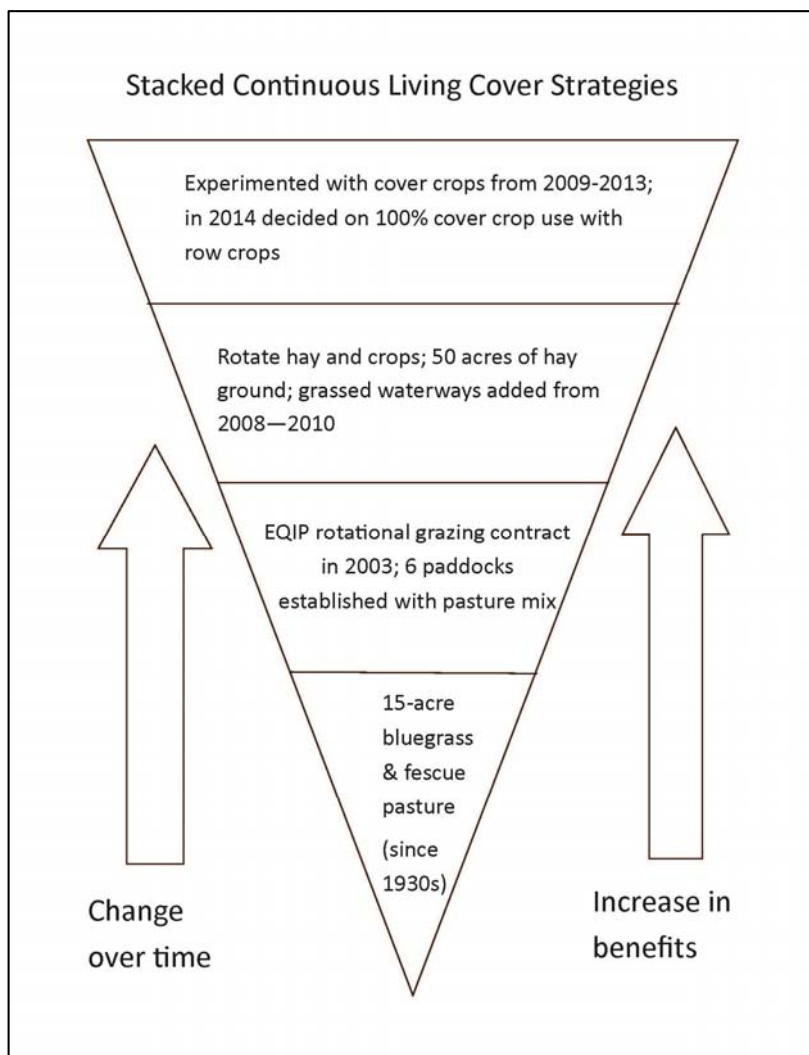 Stacked Continuous Living Cover Strategies
Experimented with cover crops from 2009-2013;
in 2014 decided on 100% cover crop use with
row crops
Rotate hay and crops; 50 acres of hay
ground; grassed waterways added from
2008—2010
EQIP rotational grazing contract
in 2003; 6 paddocks
established with pasture mix
15-acre
bluegrass
& fescue
pasture
(since
1930s)
Change
over time
Increase in
benefits